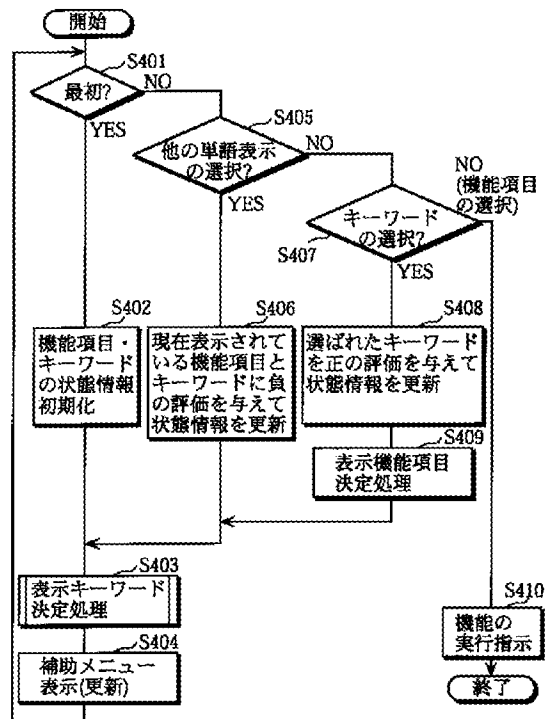 開始
S401
最初?
NO
YES
S405
他の単語表示
の選択?
NO
YES
キーワード
の選択?
S407
NO
(機能項目
の選択)
YES
S402
機能項目・
キーワード
の状態情報
初期化
S406
現在表示されて
いる機能項目と
キーワードに負
の評価を与えて
状態情報を更新
S408
選ばれたキーワード
を正の評価を与えて
状態情報を更新
S409
表示機能項目
決定処理
S403
表示キーワード
決定処理
S404
補助メニュー
表示(更新)
S410
機能の
実行指示
終了